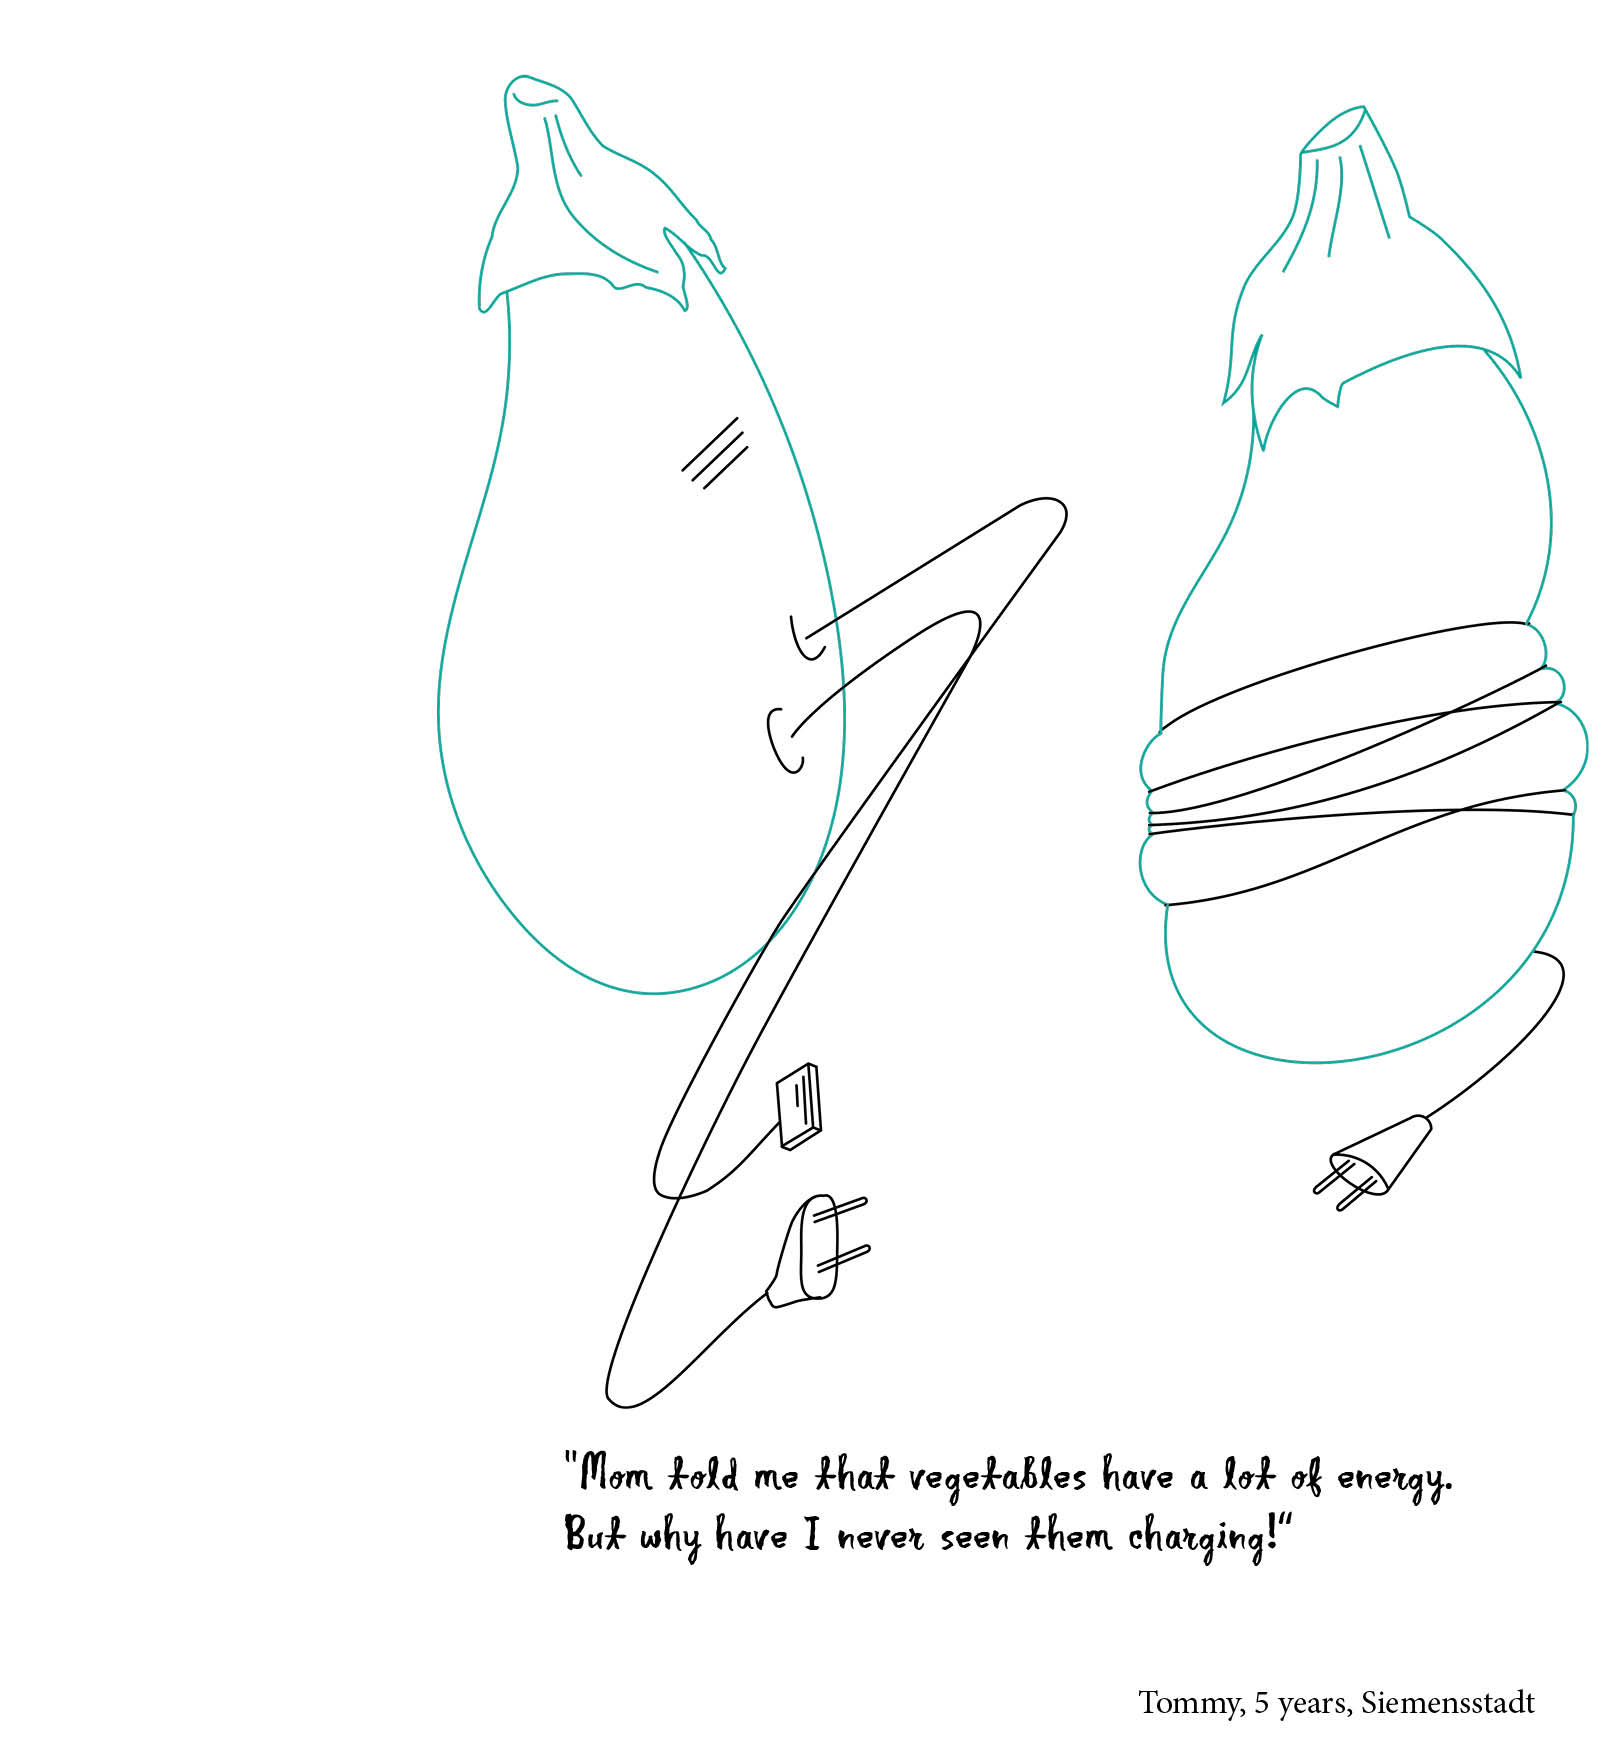 "Mom told me that vegetables have a lot of energy.
But why have I never seen them charging!“
Tommy, 5 years, Siemensstadt